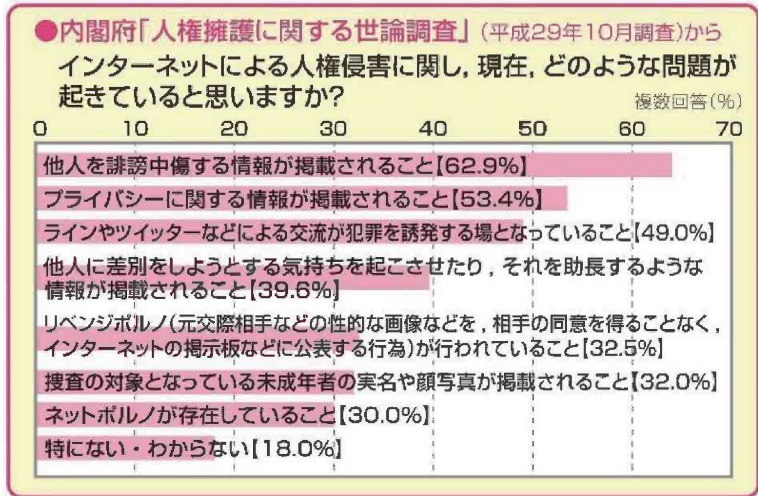 ●内閣府「人権擁護に関する世論調査」(平成29年10月調査)から
インターネットによる人権侵害に関し,現在,どのような問題が
起きていると思いますか?
複数回答(%)
0 10 20 30 40 50 60 70
他人を誹謗中傷する情報が掲載されること【62.9%】
プライバシーに関する情報が掲載されること【53.4%】
ラインやツイッターなどによる交流が犯罪を誘発する場となっていること【49.0%】
他人に差別をしようとする気持ちを起こさせたり,それを助長するような
情報が掲載されること【39.6%】
リベンジポルノ(元交際相手などの性的な画像などを,相手の同意を得ることなく,
インターネットの掲示板などに公表する行為)が行われていること【32.5%】
捜査の対象となっている未成年者の実名や顔写真が掲載されること【32.0%】
ネットポルノが存在していること【30.0%】
特にない・わからない【18.0%】